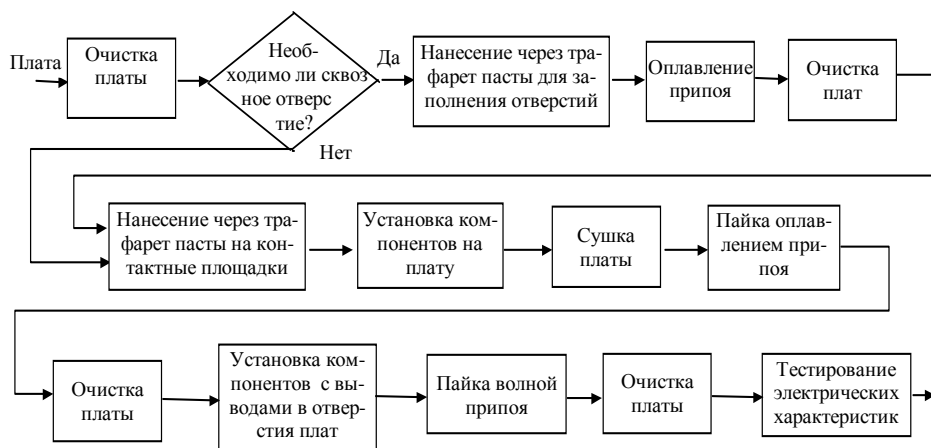 Плата
Очистка
платы
Необ-
ходимо ли сквоз
ное отверс
тие?
Да
Нет
Нанесение через тра-
фарет пасты для за-
полнения отверстий
Оплавление
припоя
Очистка
плат
Нанесение через тра-
фарет пасты на кон-
тактные площадки
Установка ком-
понентов на
плату
Сушка
платы
Пайка оп-
лавлением при-
поя
Очистка
платы
Установка ком-
понентов с вы-
водами в отвер-
стия плат
Пайка волной
припоя
Очистка
платы
Тестирование
электрических
характеристик